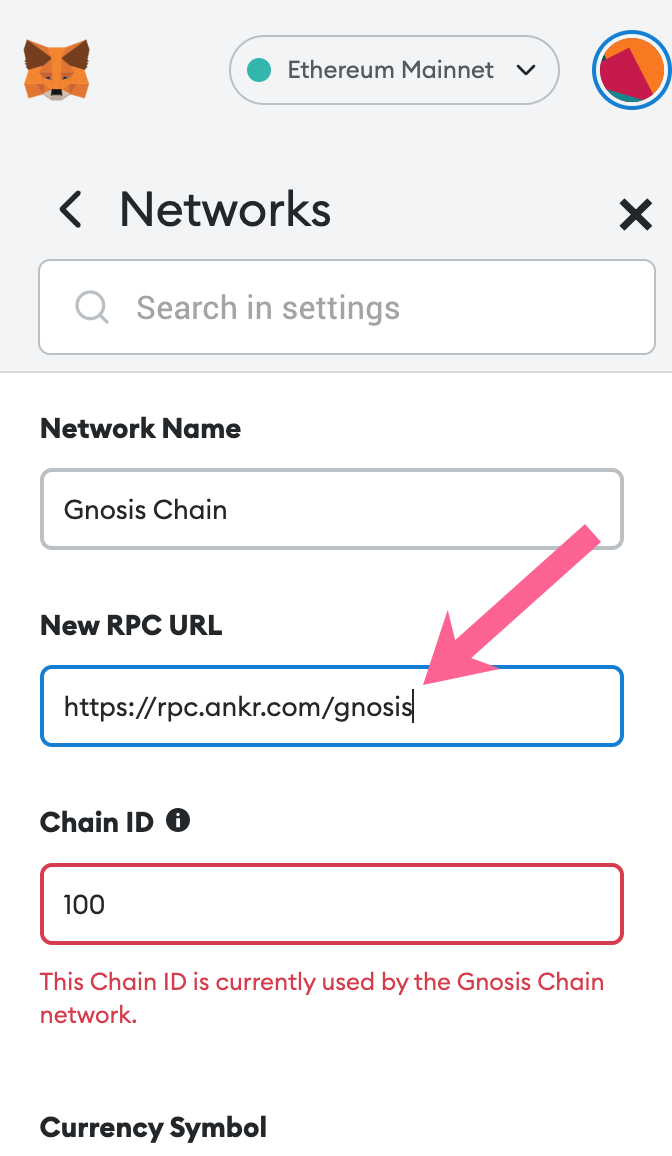 Ethereum Mainnet
Networks
Search in settings
Network Name
Gnosis Chain
New RPC URL
https://rpc.ankr.com/gnosis
Chain ID
100
This Chain ID is currently used by the Gnosis Chain
network.
Currency Symbol